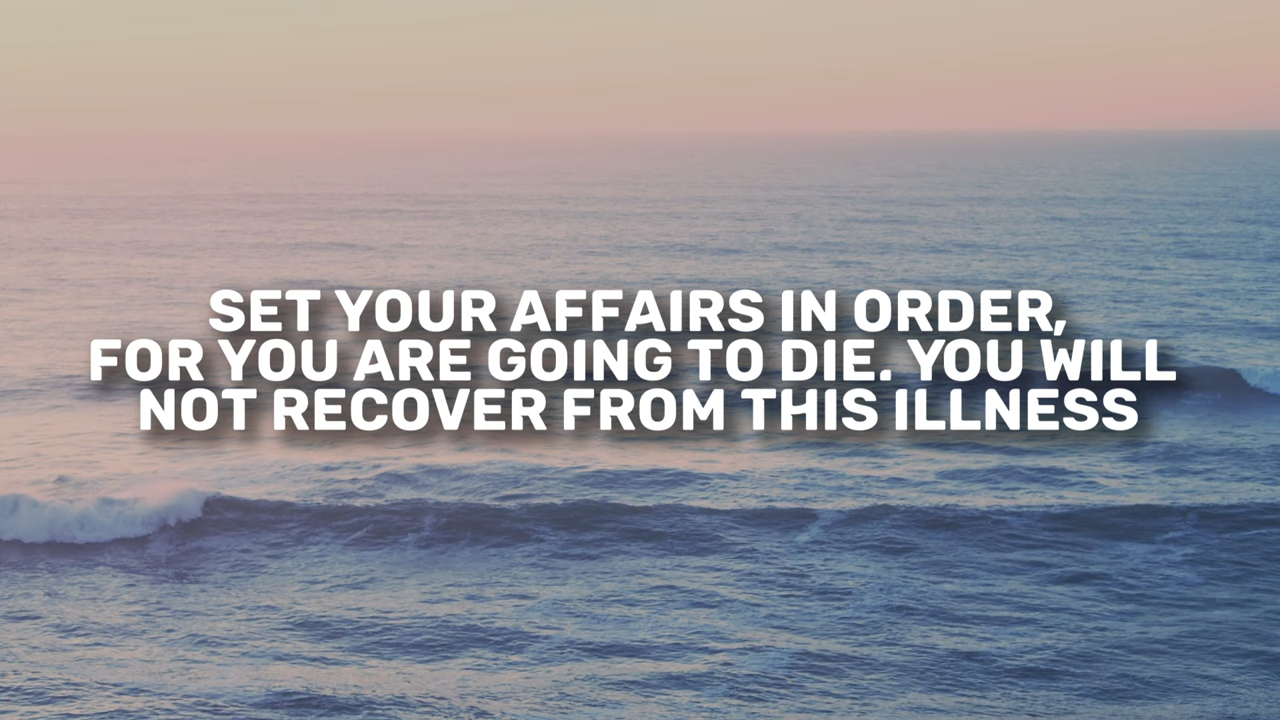 SET YOUR AFFAIRS IN ORDER,
FOR YOU ARE GOING TO DIE. YOU WILL
NOT RECOVER FROM THIS ILLNESS